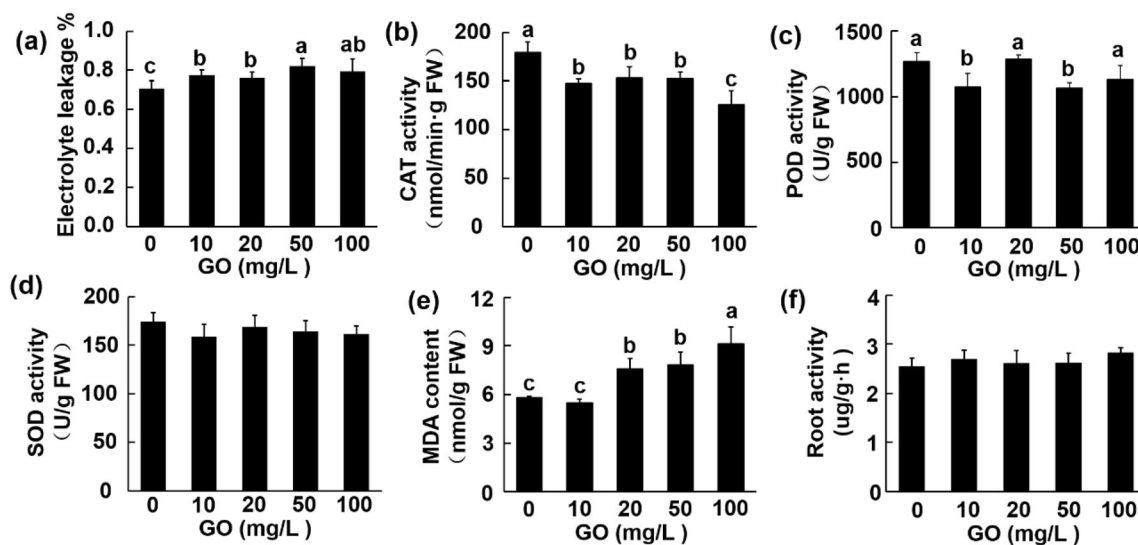 (a)
Electrolyte leakage %
1.0
0.8
0.6
0.4
0.2
0.0
c
b
b
a
ab
0 10 20 50 100
GO (mg/L )
(b)
CAT activity
(nmol/min·g FW)
200
150
100
50
0
a
b
b
b
c
0 10 20 50 100
GO (mg/L )
(c)
POD activity
(U/g FW)
1500
1000
500
0
a
b
a
b
a
0 10 20 50 100
GO (mg/L )
(d)
SOD activity
(U/g FW)
200
150
100
50
0
0 10 20 50 100
GO (mg/L )
(e)
MDA content
(nmol/g FW)
12
9
6
3
0
c
c
b
b
a
0 10 20 50 100
GO (mg/L )
(f)
Root activity
(ug/g·h )
4
3
2
1
0
0 10 20 50 100
GO (mg/L )